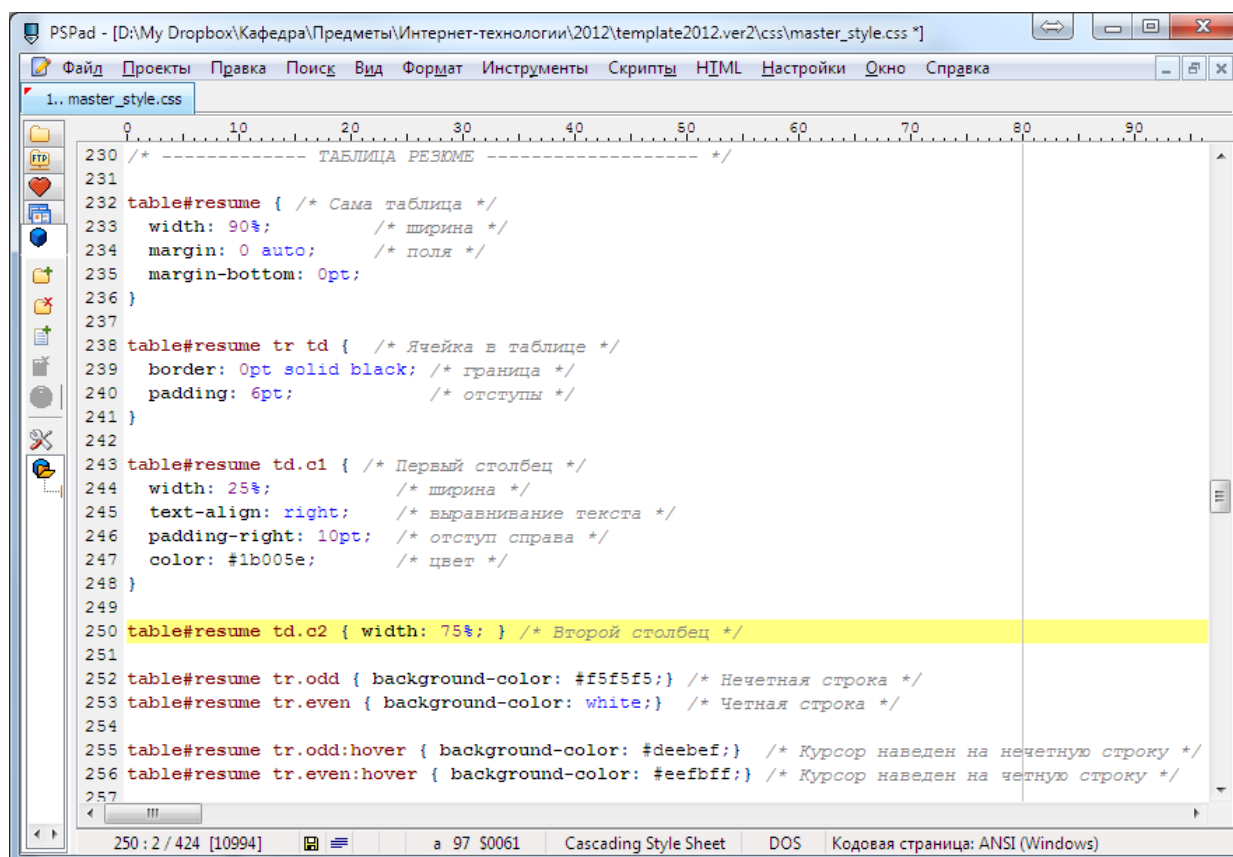 PSPad - [D:\My Dropbox\Кафедра\Предметы\Интернет-технологии\2012\template2012.ver2\css\master_style.css *]
Файл Проекты Правка Поиск Вид Формат Инструменты Скрипты HTML Настройки Окно Справка
1.. master_style.css
0 10 20 30 40 50 60 70 80 90
FTP
230 /* ------------- ТАБЛИЦА РЕЗЮМЕ ------------------- */
231
232 table#resume { /* Сама таблица */
233 width: 90%; /* ширина */
234 margin: 0 auto; /* поля */
235 margin-bottom: 0pt;
236 }
237
238 table#resume tr td { /* Ячейка в таблице */
239 border: 0pt solid black; /* граница */
240 padding: 6pt; /* отступы */
241 }
242
243 table#resume td.c1 { /* Первый столбец */
244 width: 25%; /* ширина */
245 text-align: right; /* выравнивание текста */
246 padding-right: 10pt; /* отступ справа */
247 color: #1b005e; /* цвет */
248 }
249
250 table#resume td.c2 { width: 75%; } /* Второй столбец */
251
252 table#resume tr.odd { background-color: #f5f5f5;} /* Нечетная строка */
253 table#resume tr.even { background-color: white;} /* Четная строка */
254
255 table#resume tr.odd:hover { background-color: #deebef;} /* Курсор наведен на нечетную строку */
256 table#resume tr.even:hover { background-color: #eefbff;} /* Курсор наведен на четную строку */
257
250 : 2 / 424 [10994] a 97 $0061 Cascading Style Sheet DOS Кодовая страница: ANSI (Windows)